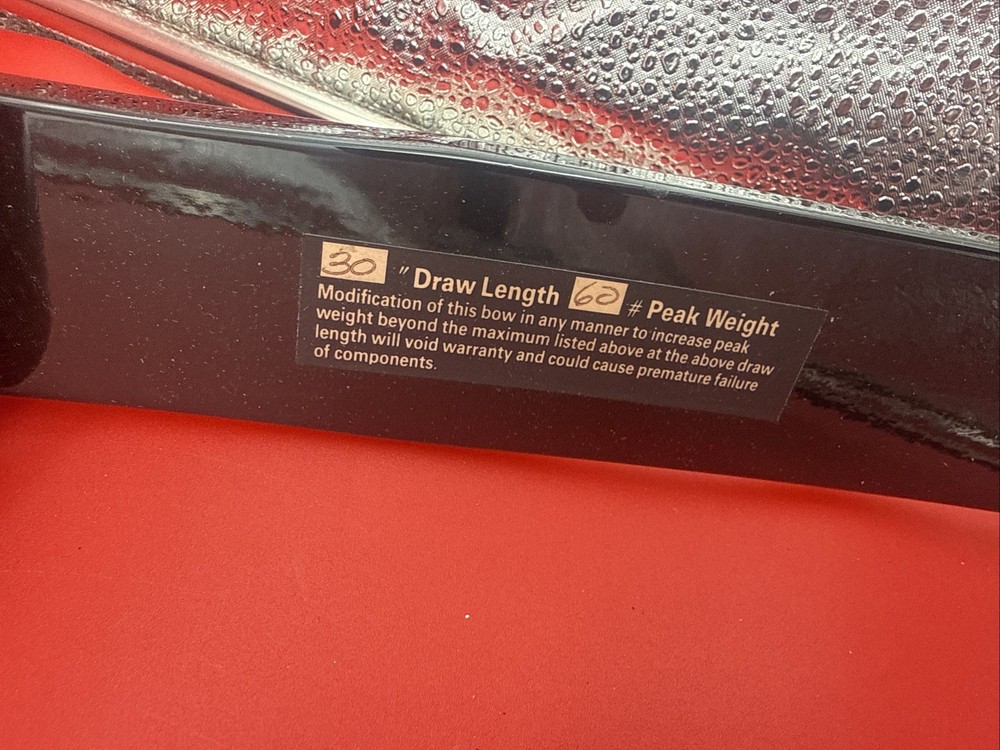 30 " Draw Length 60 # Peak Weight
Modification of this bow in any manner to increase peak
weight beyond the maximum listed above at the above draw
length will void warranty and could cause premature failure
of components.